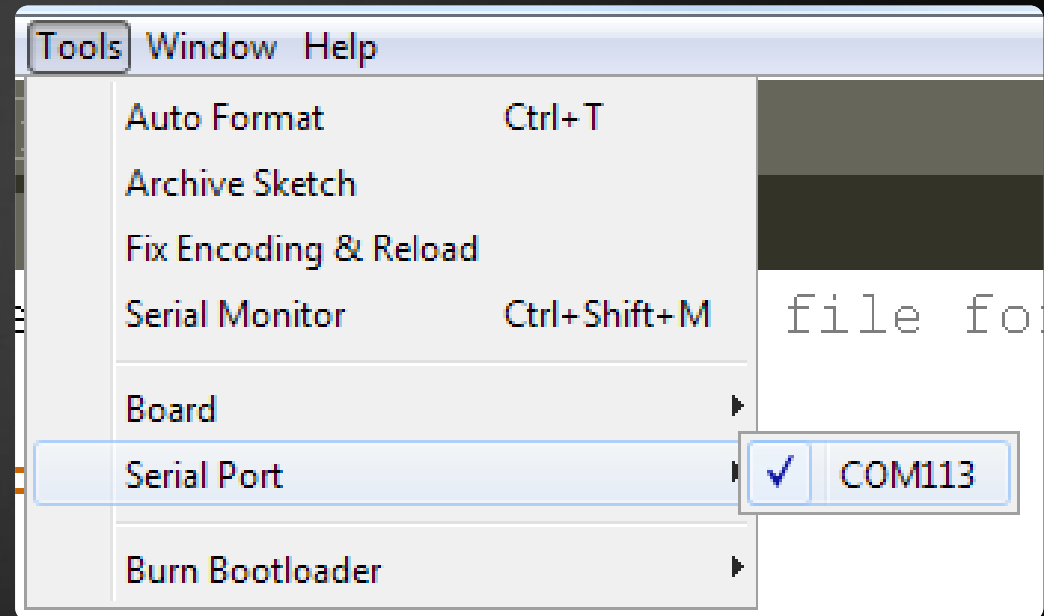 Tools Window Help
Auto Format Ctrl+T
Archive Sketch
Fix Encoding & Reload
Serial Monitor Ctrl+Shift+M
file
Board
Serial Port
COM113
Burn Bootloader